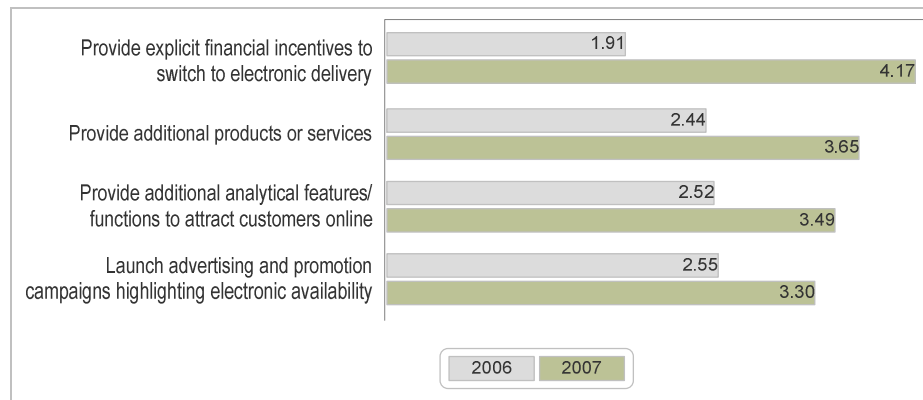 Provide explicit financial incentives to
switch to electronic delivery
1.91
4.17
Provide additional products or services
2.44
3.65
Provide additional analytical features/
functions to attract customers online
2.52
3.49
Launch advertising and promotion
campaigns highlighting electronic availability
2.55
3.30
2006 2007